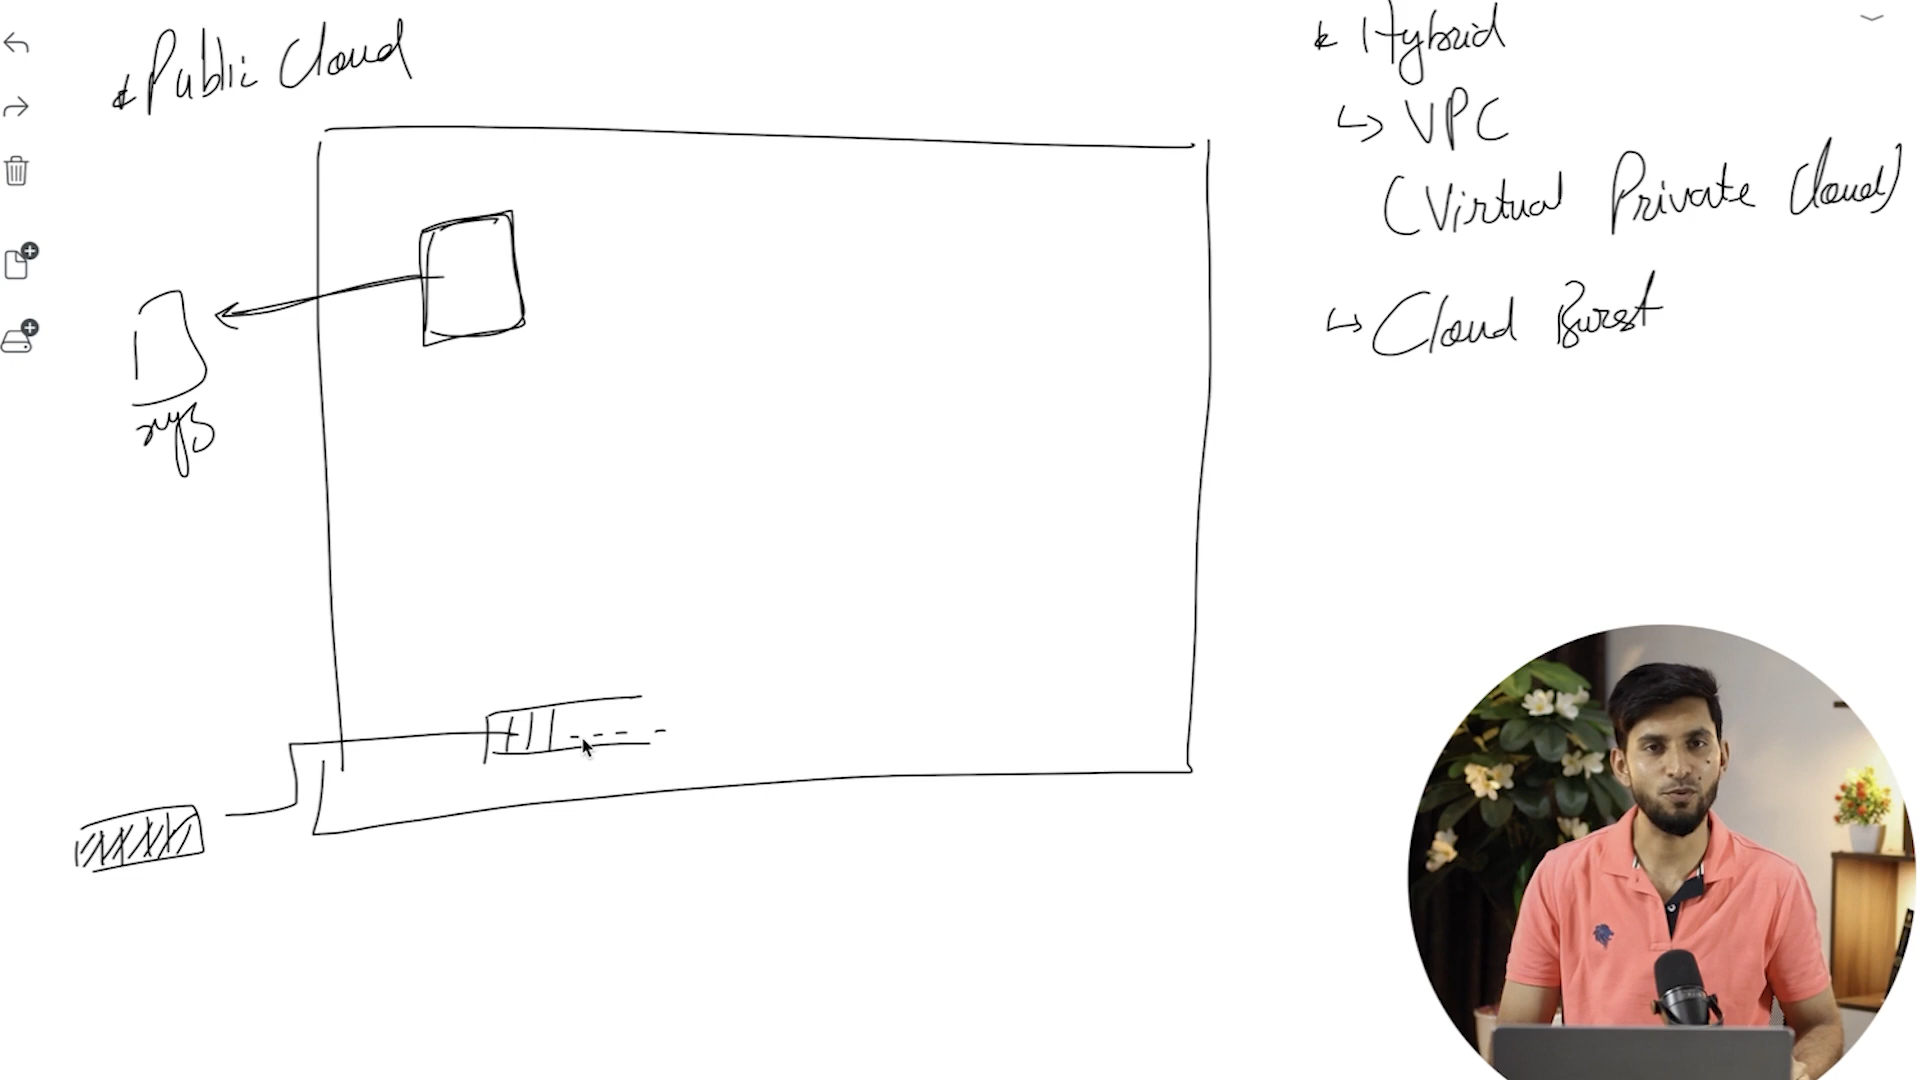 * Public Cloud
xyz
* Hybrid
↳ VPC
(Virtual Private Cloud)
↳ Cloud Burst